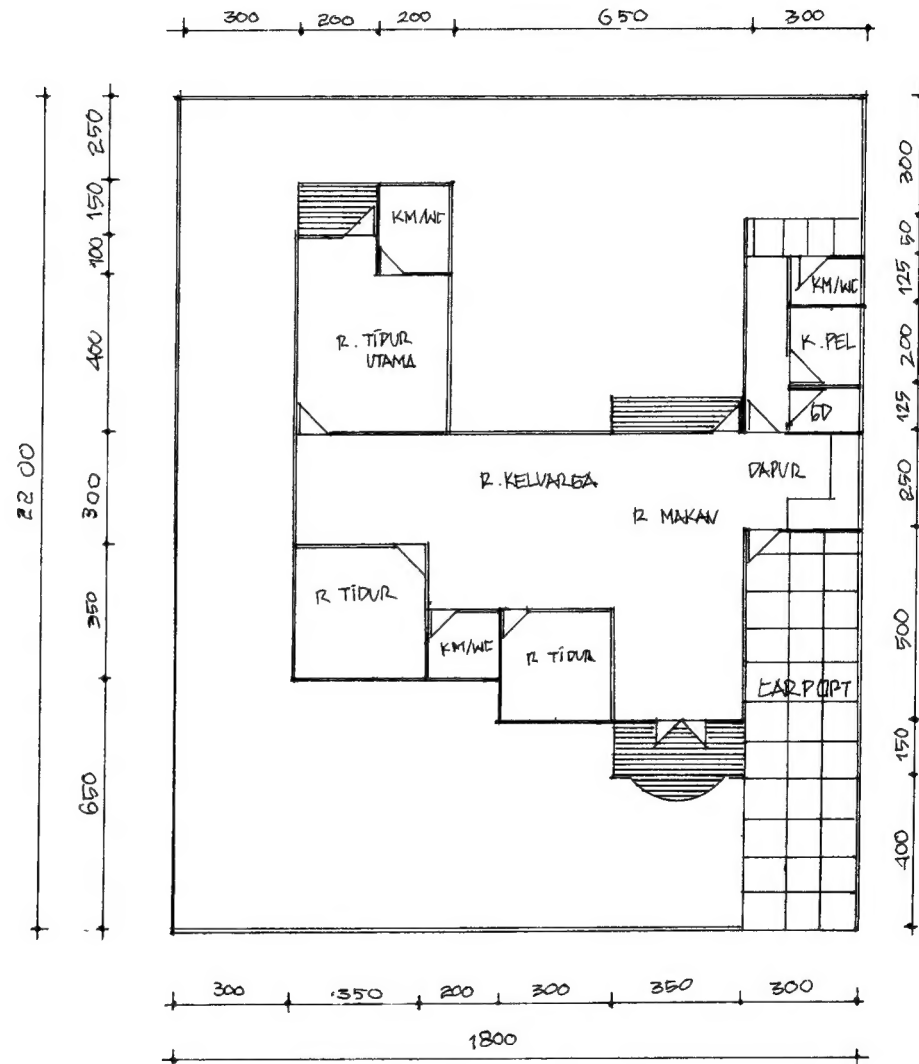 300 200 200 650 300
250
150
100
400
300
350
650
22 00
KM/WC
R. TIDUR
UTAMA
KM/WC
K. PEL
GD
R. KELUARGA
DAPUR
R MAKAN
R TIDUR
KM/WC
R TIDUR
CARPORT
300
50
125
200
125
250
500
150
400
300 350 200 300 350 300
1800